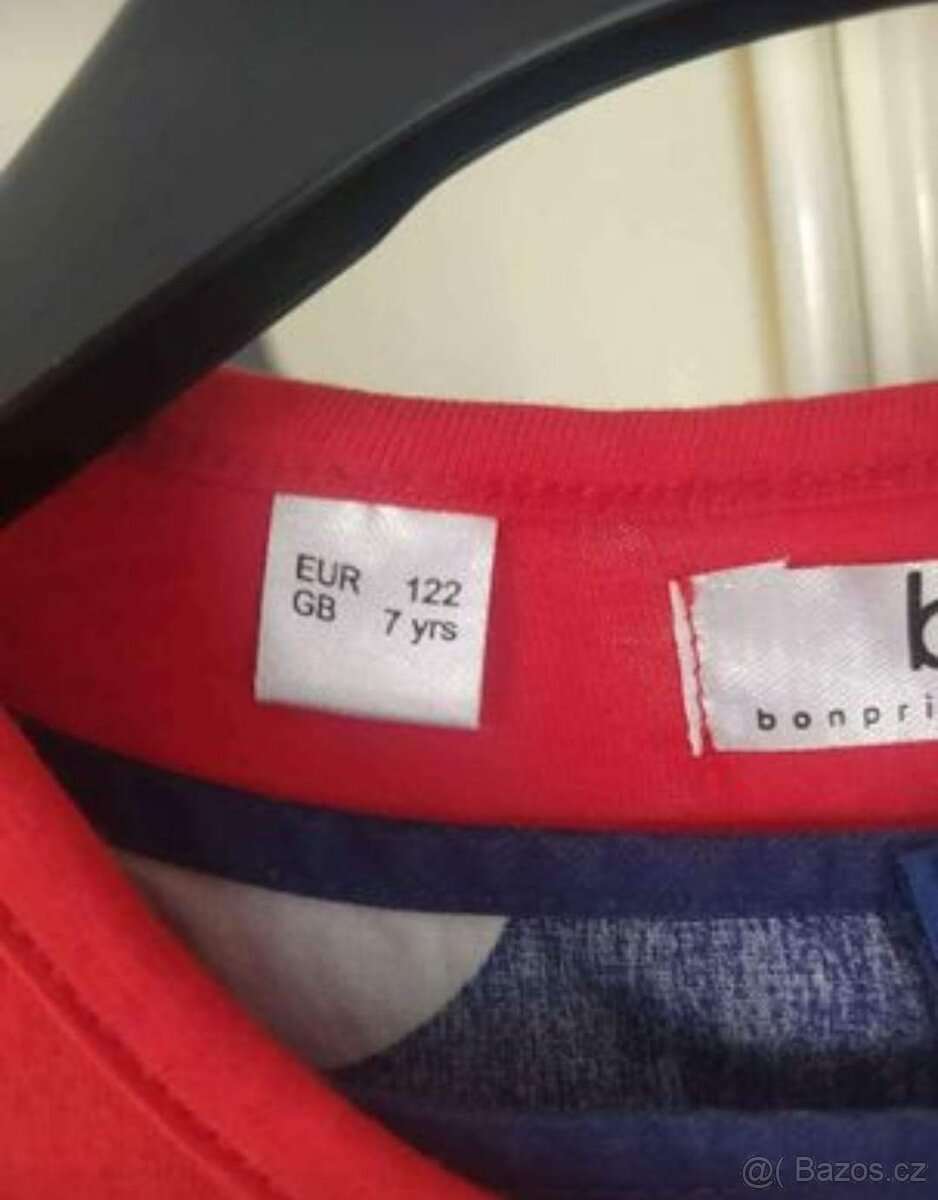 EUR 122
GB 7 yrs
b
bonpri
@( Bazos.cz